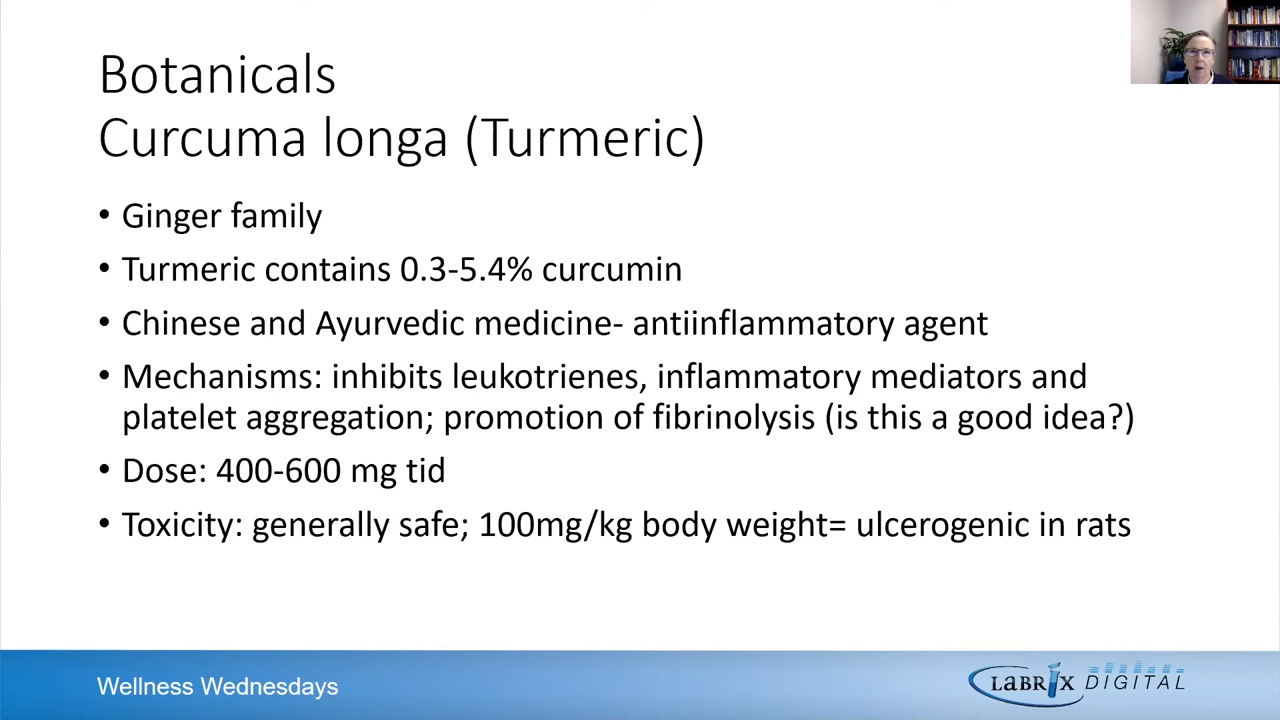 Botanicals
Curcuma longa (Turmeric)
• Ginger family
• Turmeric contains 0.3-5.4% curcumin
• Chinese and Ayurvedic medicine- antiinflammatory agent
• Mechanisms: inhibits leukotrienes, inflammatory mediators and
platelet aggregation; promotion of fibrinolysis (is this a good idea?)
• Dose: 400-600 mg tid
• Toxicity: generally safe; 100mg/kg body weight= ulcerogenic in rats
Wellness Wednesdays
LABRIX DIGITAL